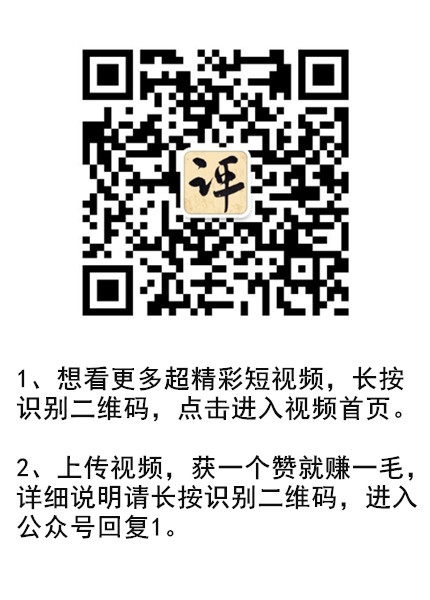 评
1、想看更多超精彩短视频，长按
识别二维码，点击进入视频首页。
2、上传视频，获一个赞就赚一毛，
详细说明请长按识别二维码，进入
公众号回复1。